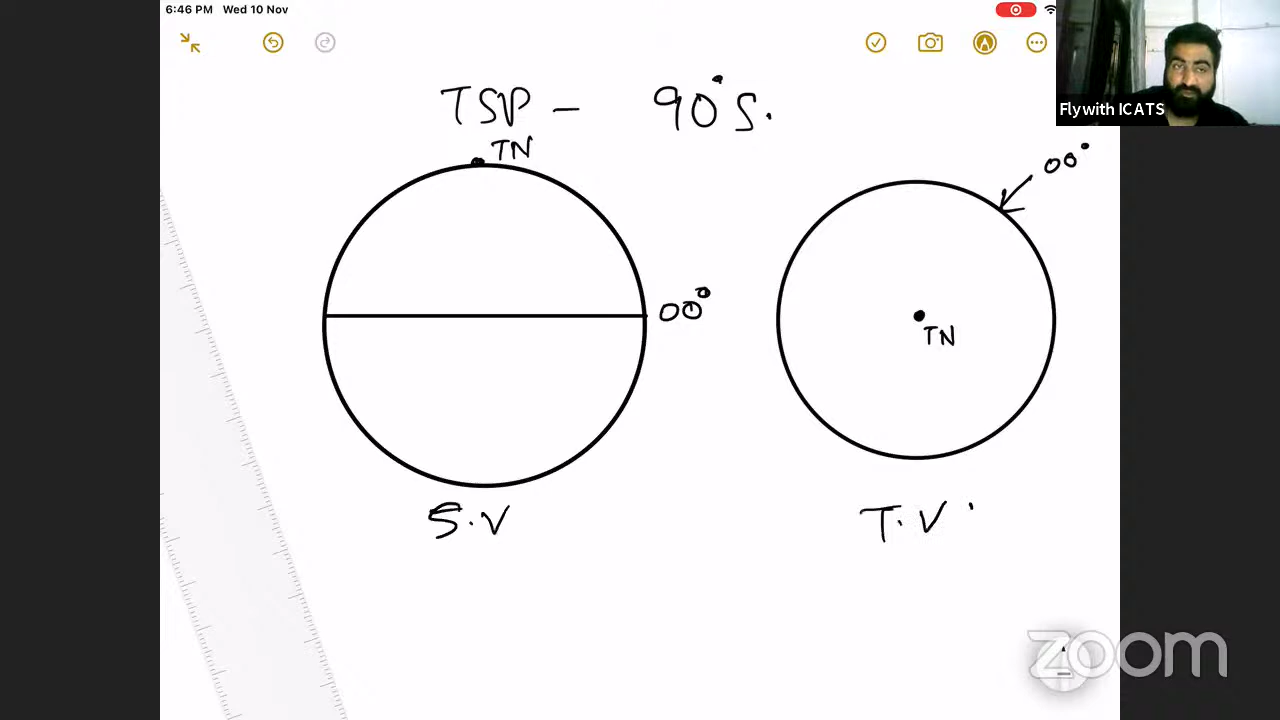 6:46 PM Wed 10 Nov
Flywith ICATS
TSP - 90° S.
TN
00°
00°
TN
S.V
T.V.
zoom